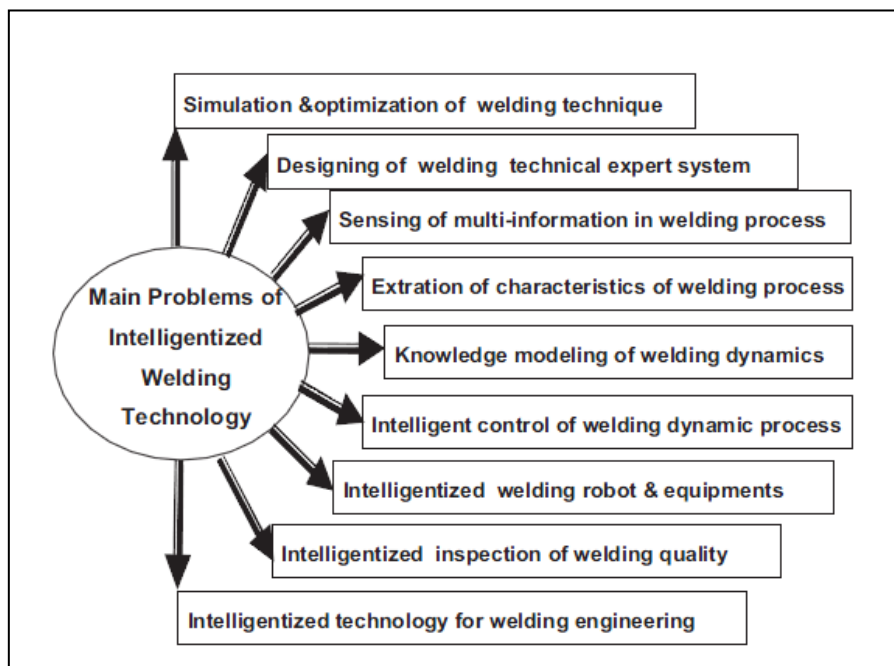 Simulation &optimization of welding technique
Designing of welding technical expert system
Sensing of multi-information in welding process
Extration of characteristics of welding process
Knowledge modeling of welding dynamics
Intelligent control of welding dynamic process
Intelligentized welding robot & equipments
Intelligentized inspection of welding quality
Intelligentized technology for welding engineering
Main Problems of
Intelligentized
Welding
Technology